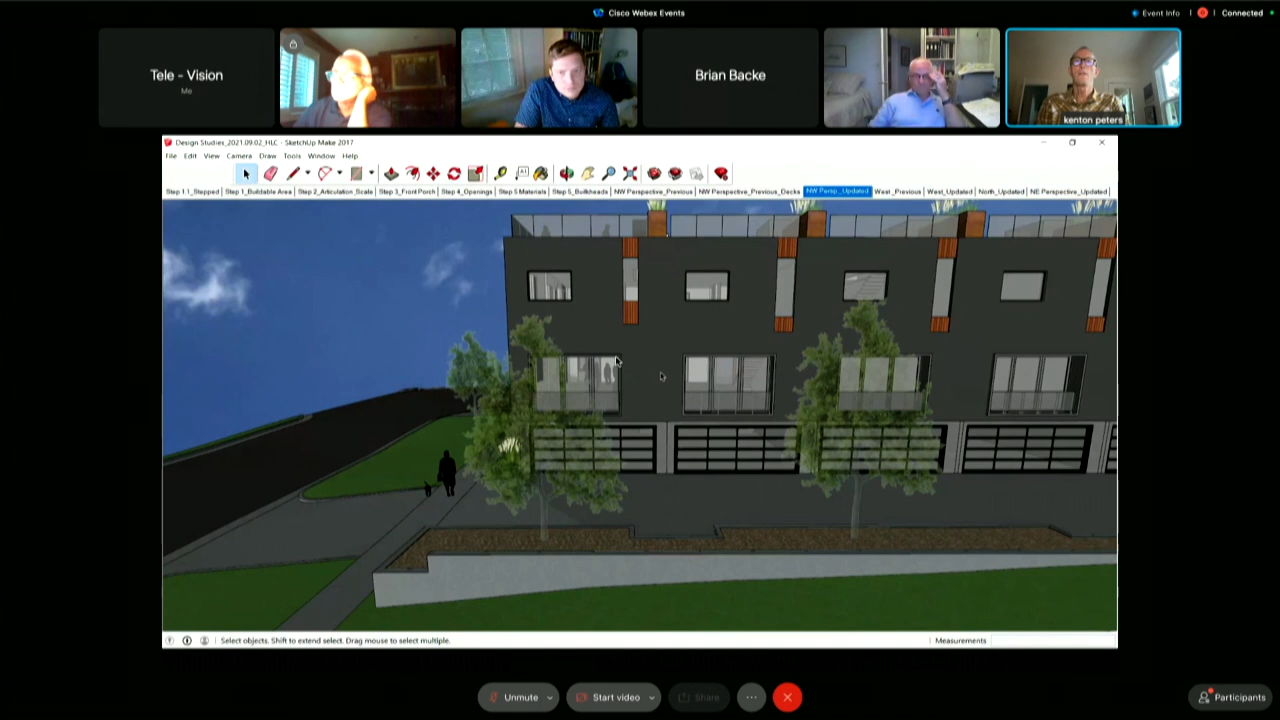 Cisco Webex Events
Event Info
Connected
Tele - Vision
Me
Brian Backe
kenton peters
Design Studies_2021.09.02_HLC - SketchUp Make 2017
File Edit View Camera Draw Tools Window Help
Step 1.1_Stepped Step 1_Buildable Area Step 2_Articulation_Scale Step 3_Front Porch Step 4_Openings Step 5 Materials Step 5_Bulkheads NW Perspective_Previous NW Perspective_Previous_Decks NW Persp_Updated West_Previous West_Updated North_Updated NE Perspective_Updated
Select objects. Shift to extend select. Drag mouse to select multiple.
Measurements
Unmute
Start video
Share
Participants